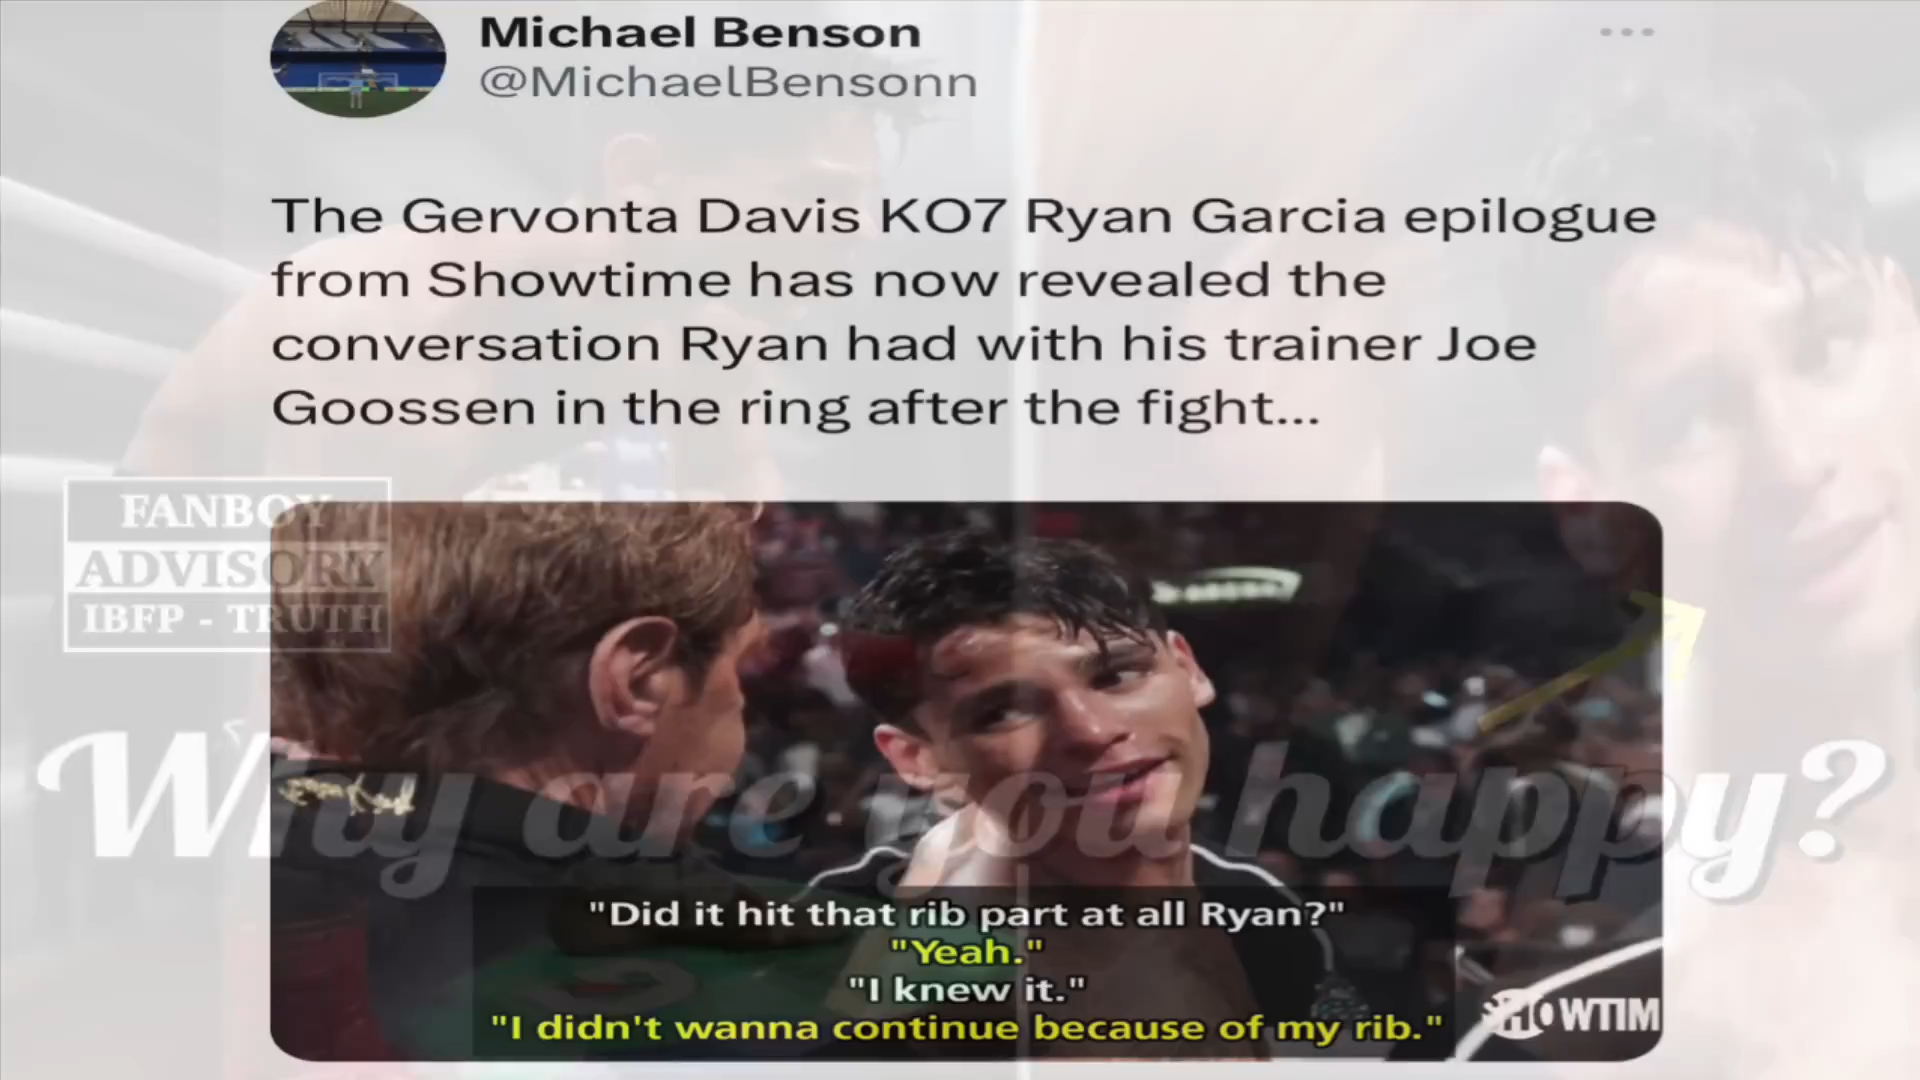 Michael Benson
@MichaelBensonn
The Gervonta Davis KO7 Ryan Garcia epilogue
from Showtime has now revealed the
conversation Ryan had with his trainer Joe
Goossen in the ring after the fight...
FANBOY
ADVISORY
IBFP - TRUTH
Why are you happy?
"Did it hit that rib part at all Ryan?"
"Yeah."
"I knew it."
"I didn't wanna continue because of my rib."
SHOWTIM